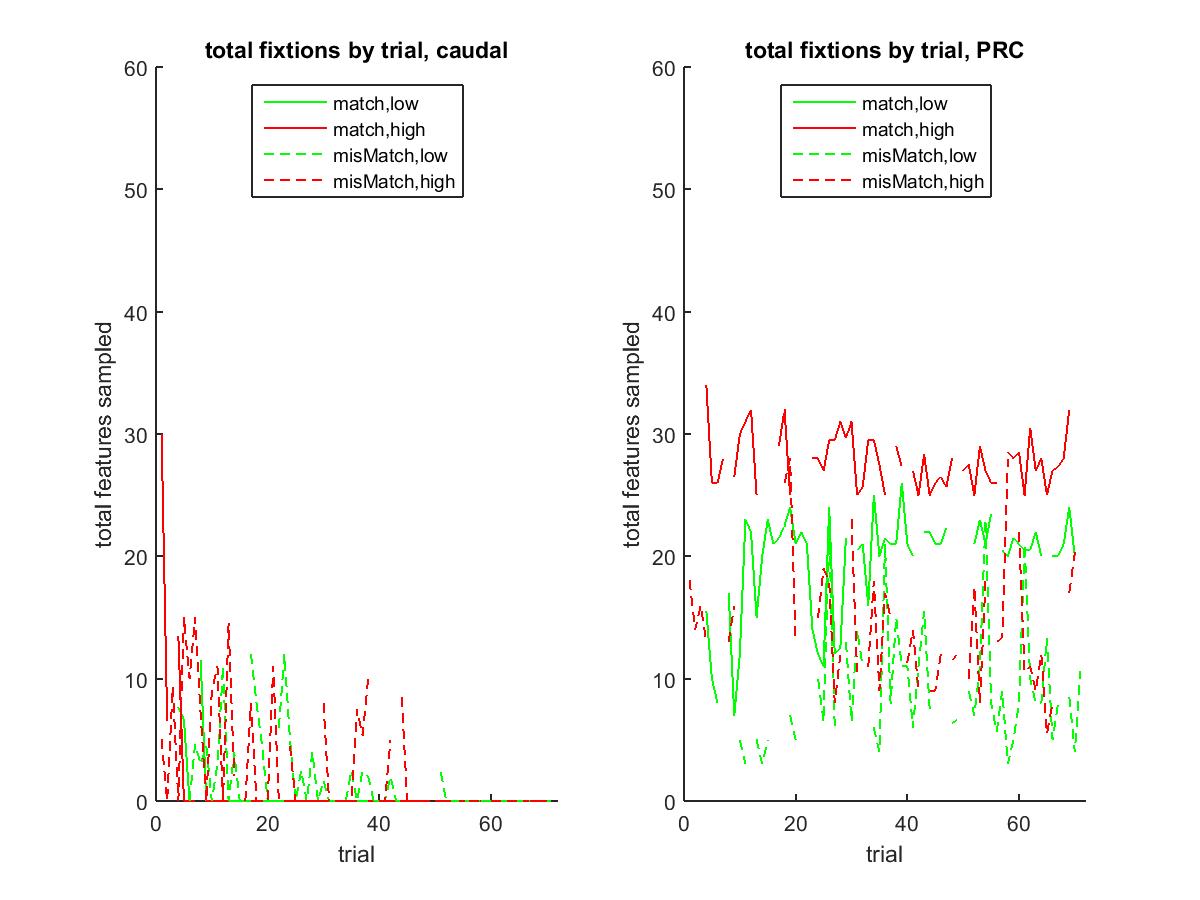 total fixtions by trial, caudal
60
50
40
30
20
10
0
0 20 40 60
total features sampled
trial
match,low
match,high
misMatch,low
misMatch,high
total fixtions by trial, PRC
60
50
40
30
20
10
0
0 20 40 60
total features sampled
trial
match,low
match,high
misMatch,low
misMatch,high